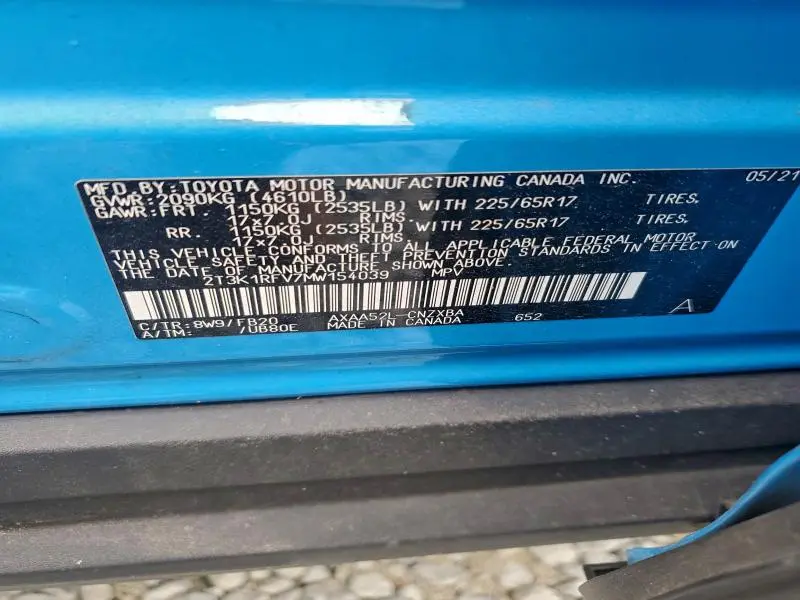 MFD. BY: TOYOTA MOTOR MANUFACTURING CANADA INC. 05/21
GVWR: 2090KG (4610LB)
GAWR: FRT. 1150KG (2535LB) WITH 225/65R17 TIRES,
17x7.0J RIMS.
RR. 1150KG (2535LB) WITH 225/65R17 TIRES,
17x7.0J RIMS.
THIS VEHICLE CONFORMS TO ALL APPLICABLE FEDERAL MOTOR
VEHICLE SAFETY AND THEFT PREVENTION STANDARDS IN EFFECT ON
THE DATE OF MANUFACTURE SHOWN ABOVE.
2T3K1RFV7MW154039 MPV
C/TR: 8W9/FB20 AXAA52L-CNZXBA
A/TM: /UB80E MADE IN CANADA 652 A